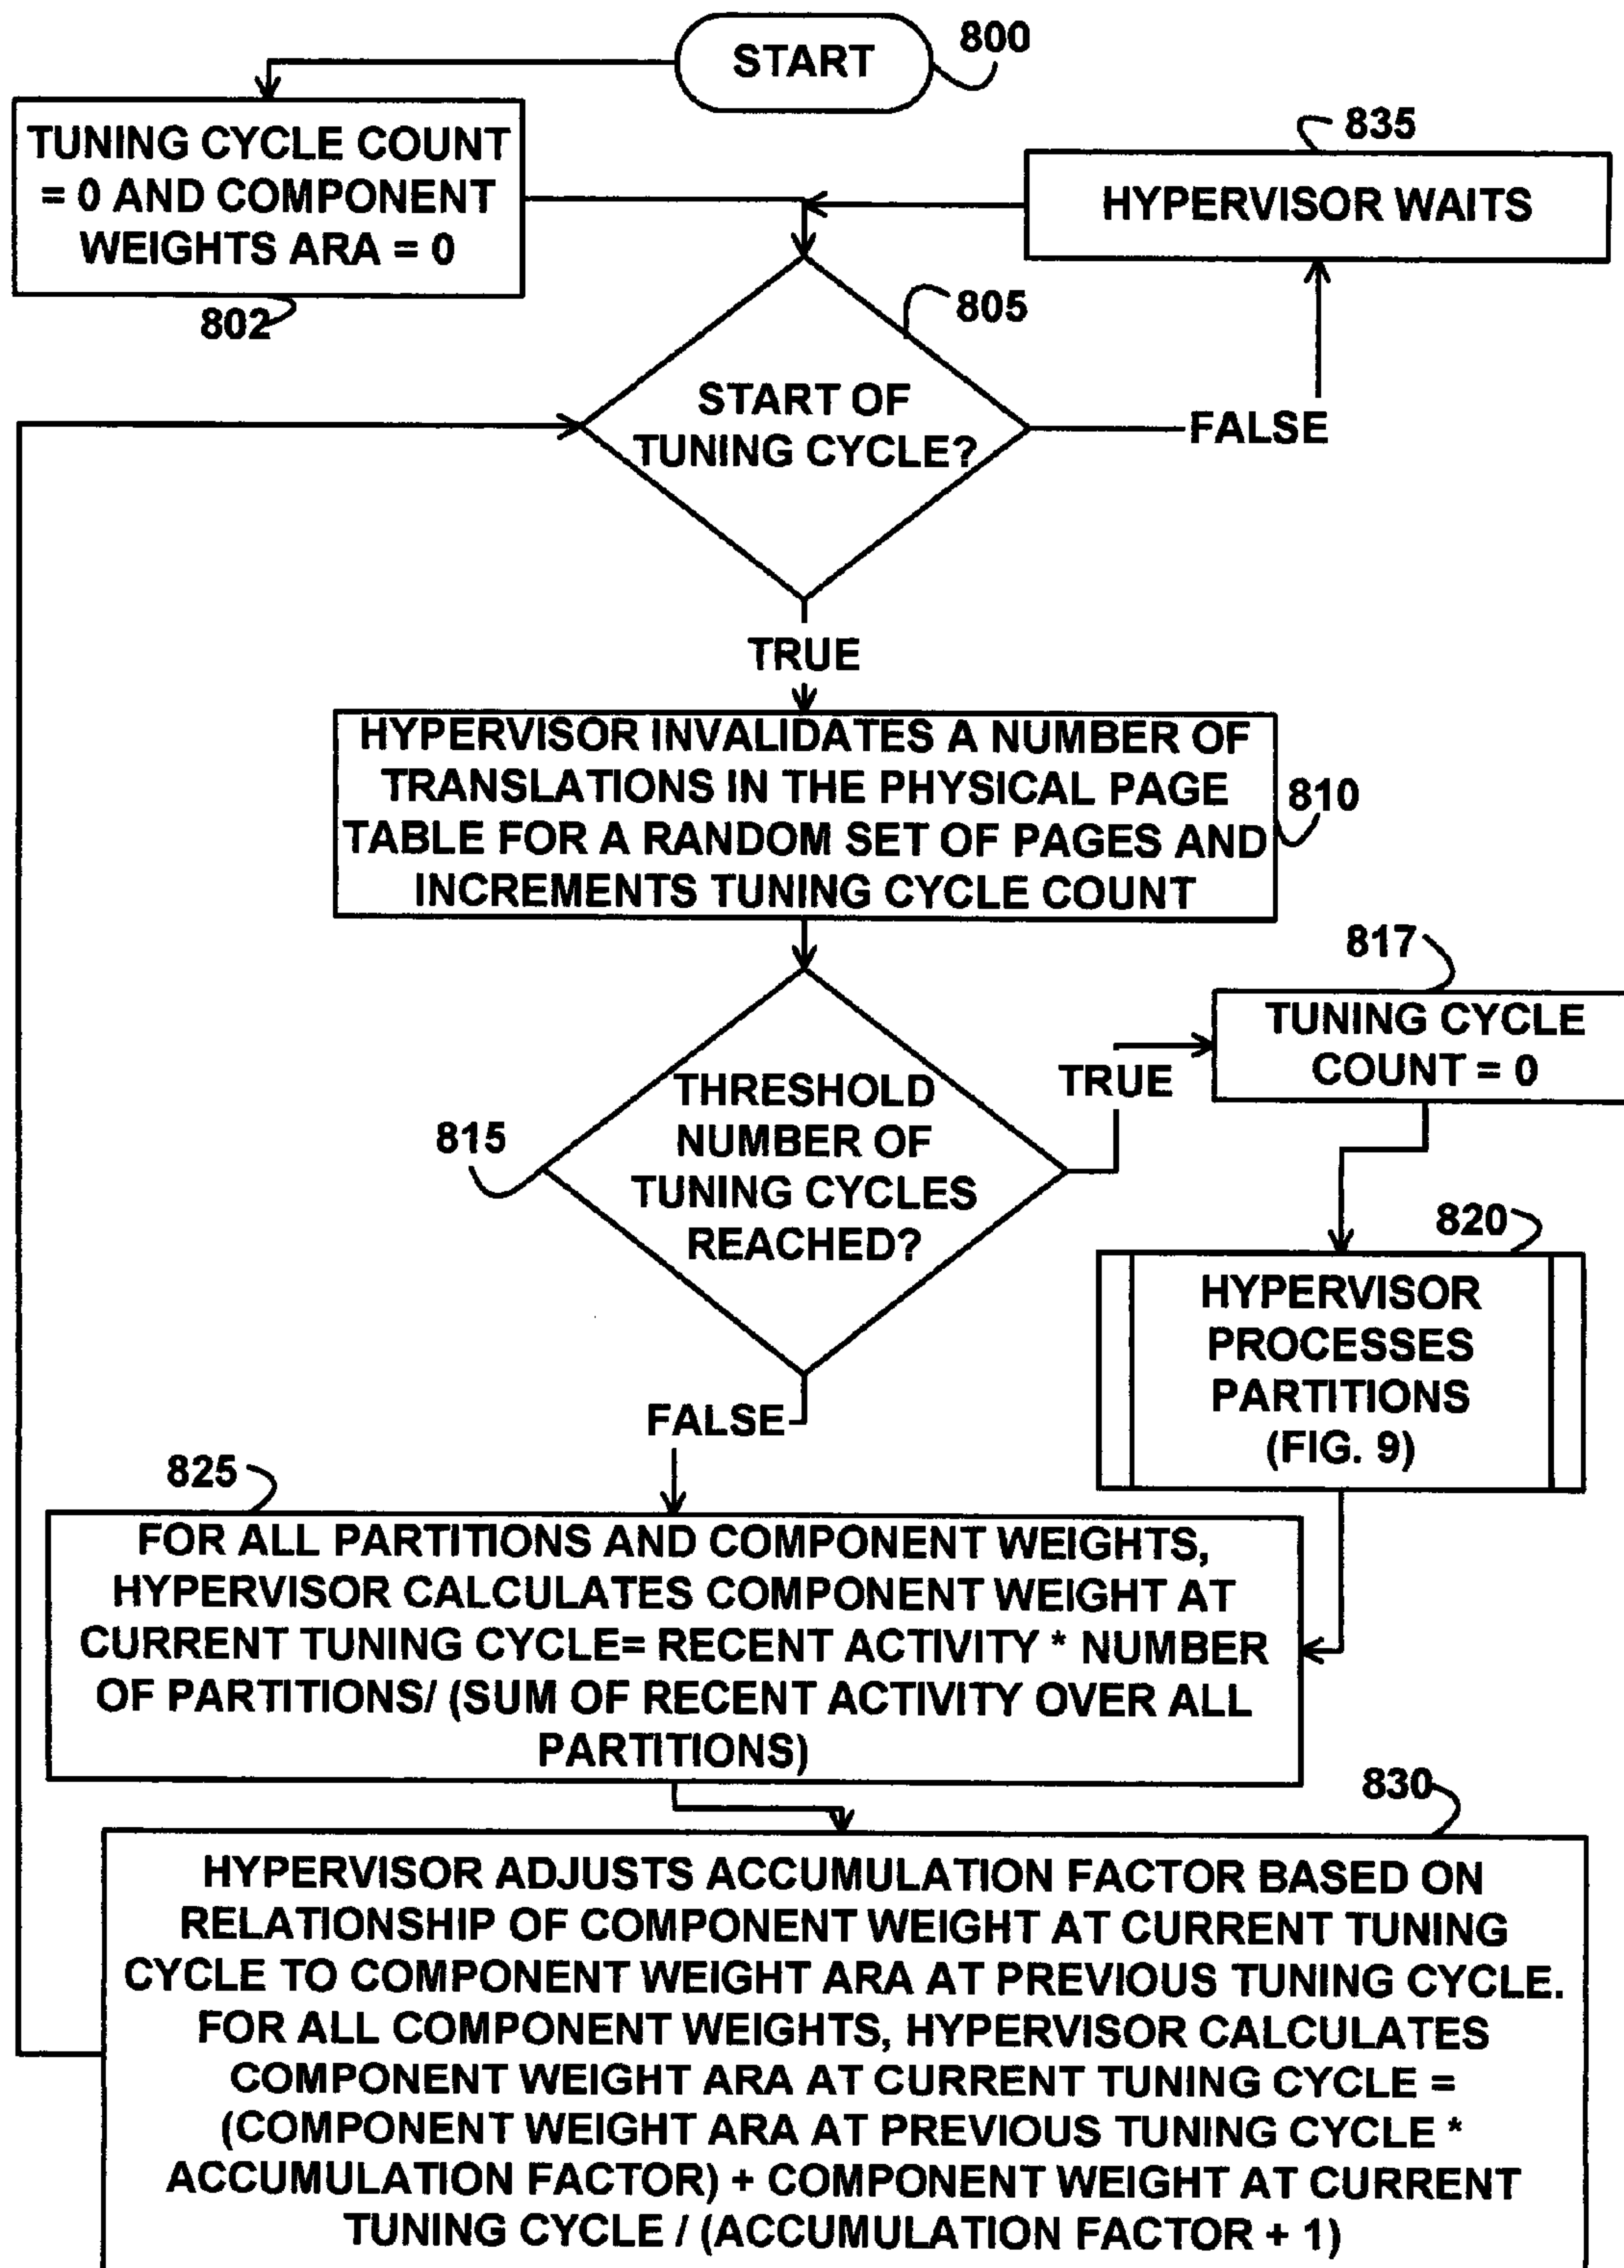 START
800
TUNING CYCLE COUNT
= 0 AND COMPONENT
WEIGHTS ARA = 0
802
835
HYPERVISOR WAITS
805
START OF
TUNING CYCLE?
FALSE
TRUE
HYPERVISOR INVALIDATES A NUMBER OF
TRANSLATIONS IN THE PHYSICAL PAGE
TABLE FOR A RANDOM SET OF PAGES AND
INCREMENTS TUNING CYCLE COUNT
810
817
TUNING CYCLE
COUNT = 0
TRUE
THRESHOLD
NUMBER OF
TUNING CYCLES
REACHED?
815
820
HYPERVISOR
PROCESSES
PARTITIONS
(FIG. 9)
FALSE
825
FOR ALL PARTITIONS AND COMPONENT WEIGHTS,
HYPERVISOR CALCULATES COMPONENT WEIGHT AT
CURRENT TUNING CYCLE= RECENT ACTIVITY * NUMBER
OF PARTITIONS/ (SUM OF RECENT ACTIVITY OVER ALL
PARTITIONS)
830
HYPERVISOR ADJUSTS ACCUMULATION FACTOR BASED ON
RELATIONSHIP OF COMPONENT WEIGHT AT CURRENT TUNING
CYCLE TO COMPONENT WEIGHT ARA AT PREVIOUS TUNING CYCLE.
FOR ALL COMPONENT WEIGHTS, HYPERVISOR CALCULATES
COMPONENT WEIGHT ARA AT CURRENT TUNING CYCLE =
(COMPONENT WEIGHT ARA AT PREVIOUS TUNING CYCLE *
ACCUMULATION FACTOR) + COMPONENT WEIGHT AT CURRENT
TUNING CYCLE / (ACCUMULATION FACTOR + 1)